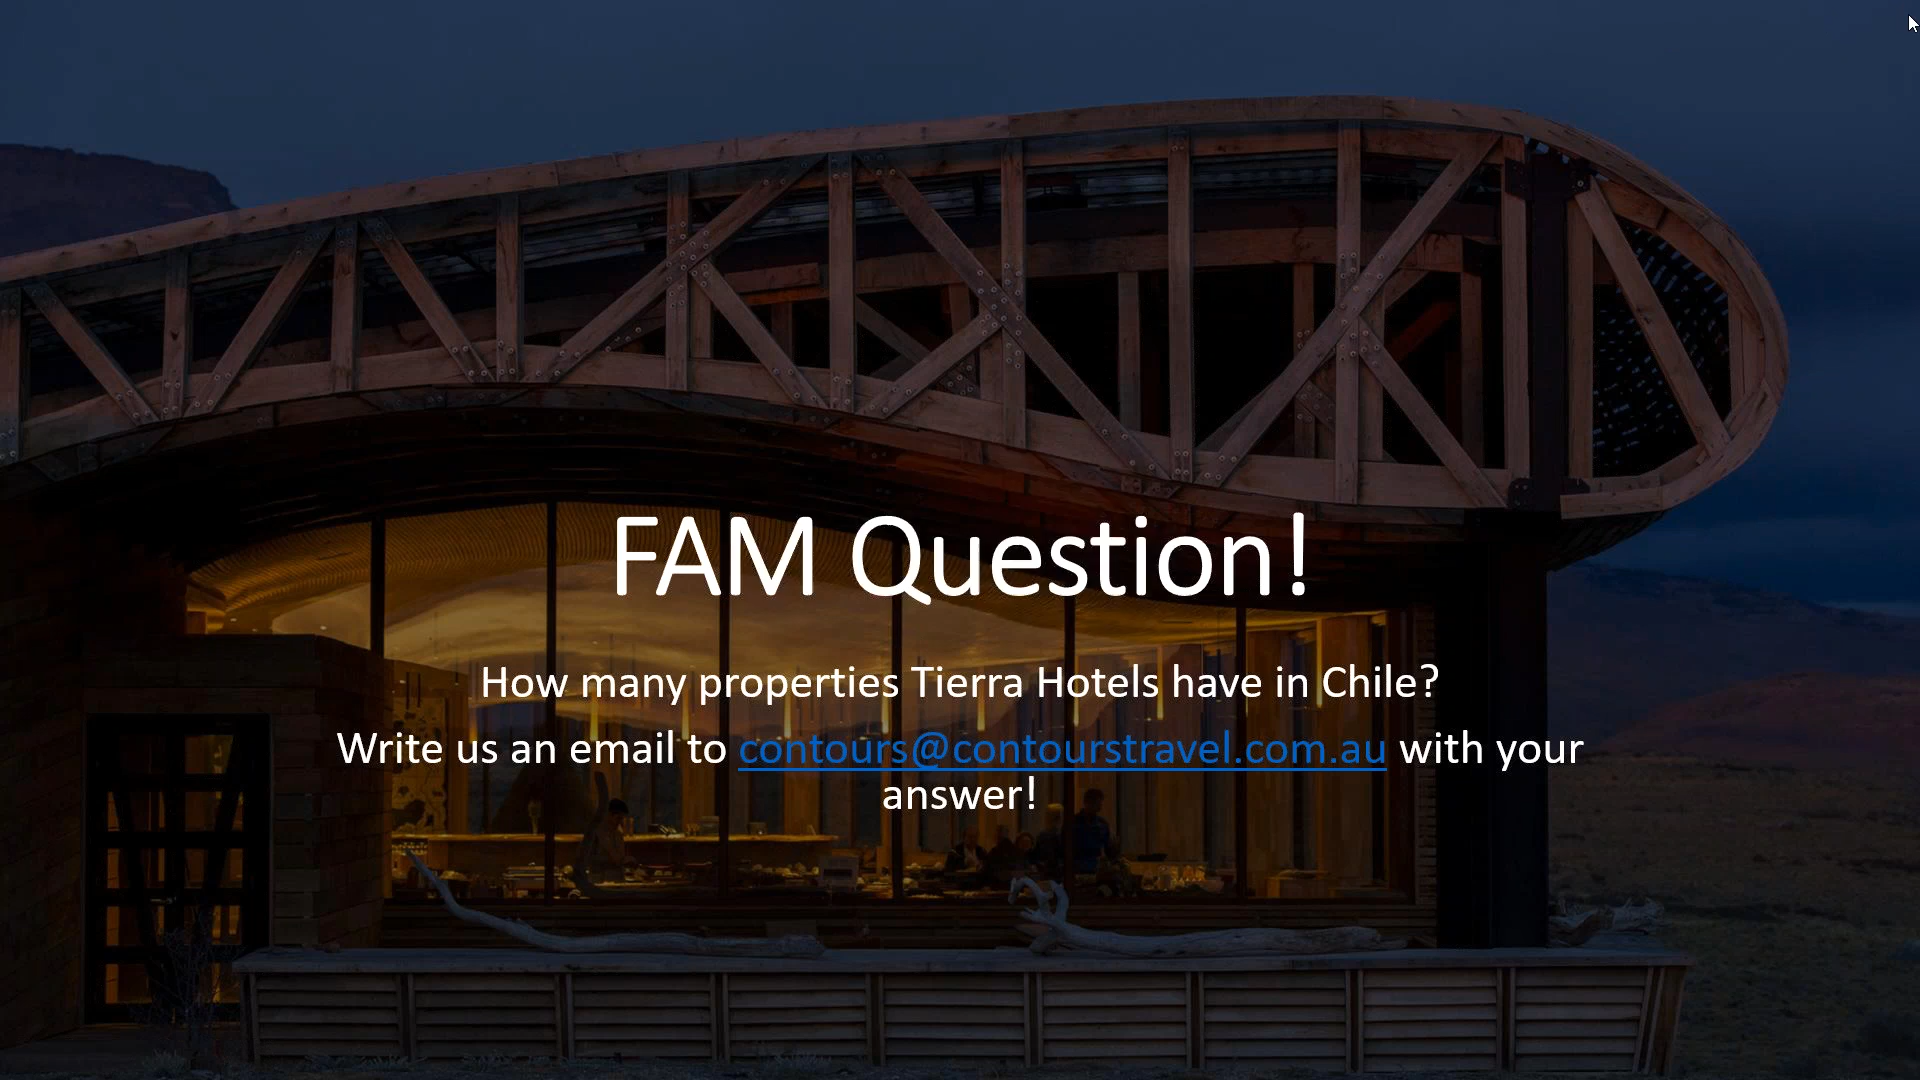 FAM Question!
How many properties Tierra Hotels have in Chile?
Write us an email to contours@contourstravel.com.au with your
answer!